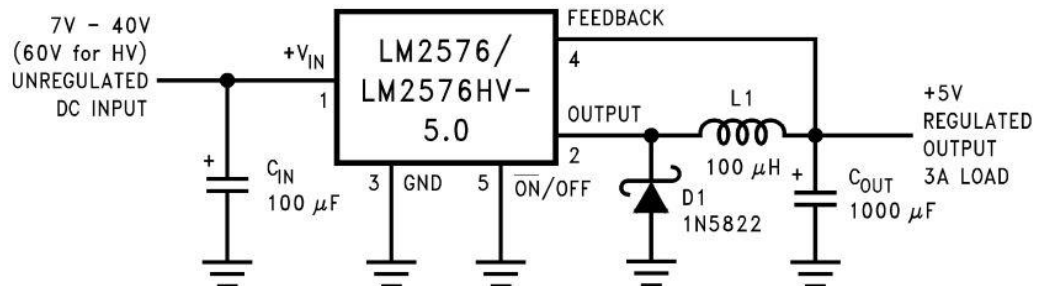 7V – 40V
(60V for HV)
UNREGULATED
DC INPUT
+VIN
1
CIN
100 μF
+
LM2576/
LM2576HV-
5.0
3
GND
5
ON/OFF
FEEDBACK
4
OUTPUT
2
L1
100 μH
D1
1N5822
+
COUT
1000 μF
+5V
REGULATED
OUTPUT
3A LOAD